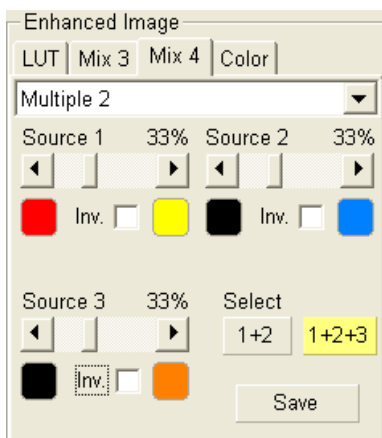 Enhanced Image
LUT Mix 3 Mix 4 Color
Multiple 2
Source 1 33% Source 2 33%
Inv. Inv.
Source 3 33% Select
1+2 1+2+3
Inv.
Save